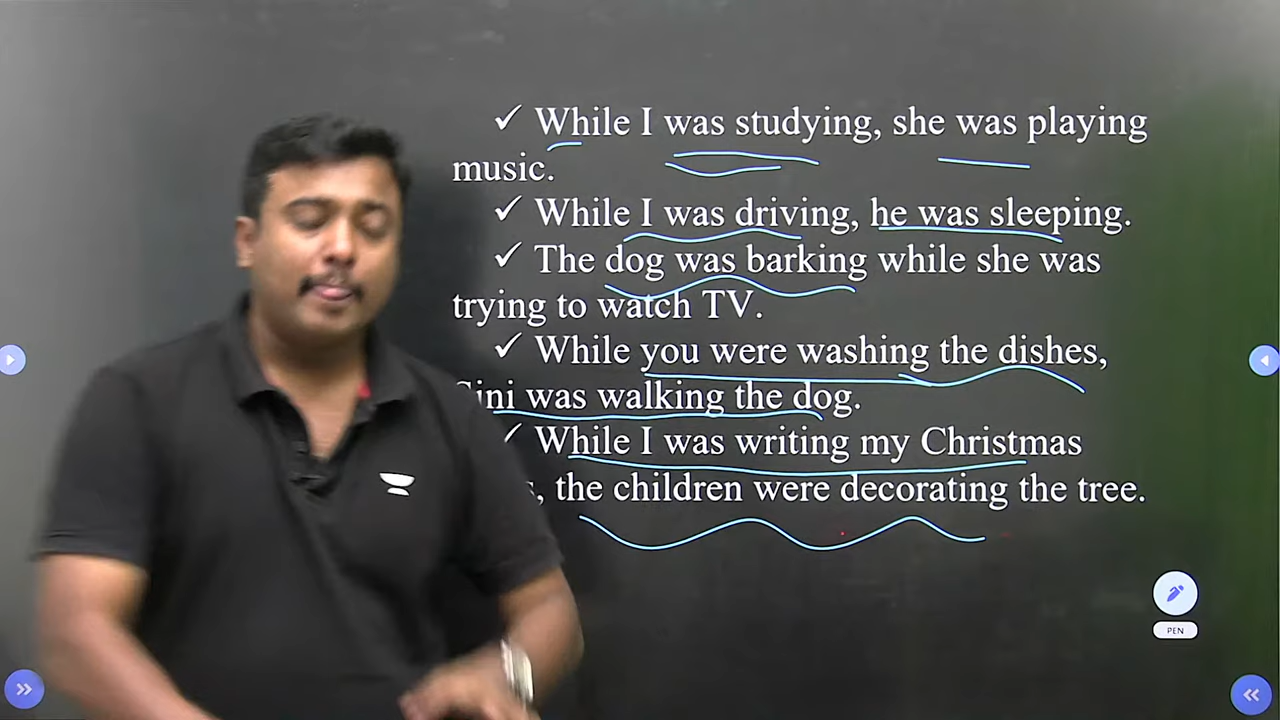 ✓ While I was studying, she was playing
music.
✓ While I was driving, he was sleeping.
✓ The dog was barking while she was
trying to watch TV.
✓ While you were washing the dishes,
was walking the dog.
✓ While I was writing my Christmas
the children were decorating the tree.
PEN